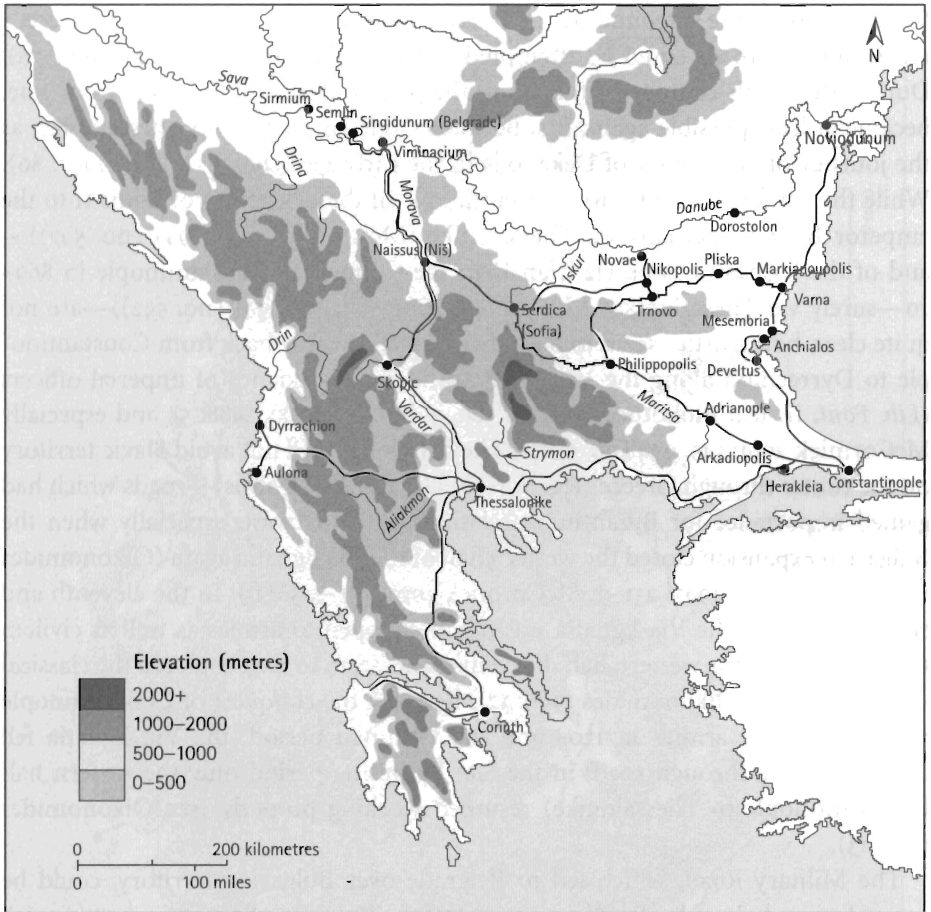 N
Sava
Sirmium
Semlin
Singidunum (Belgrade)
Viminacium
Drina
Morava
Noviodunum
Danube
Dorostolon
Naissus (Niš)
Iskur
Novae
Nikopolis
Pliska
Markianoupolis
Varna
Trnovo
Serdica
(Sofia)
Mesembria
Anchialos
Develtus
Drin
Skopje
Philippopolis
Vardar
Maritsa
Adrianople
Dyrrachion
Strymon
Arkadiopolis
Aulona
Herakleia
Constantinople
Thessalonike
Aliakmon
Elevation (metres)
2000+
1000–2000
500–1000
0–500
Corinth
0 200 kilometres
0 100 miles